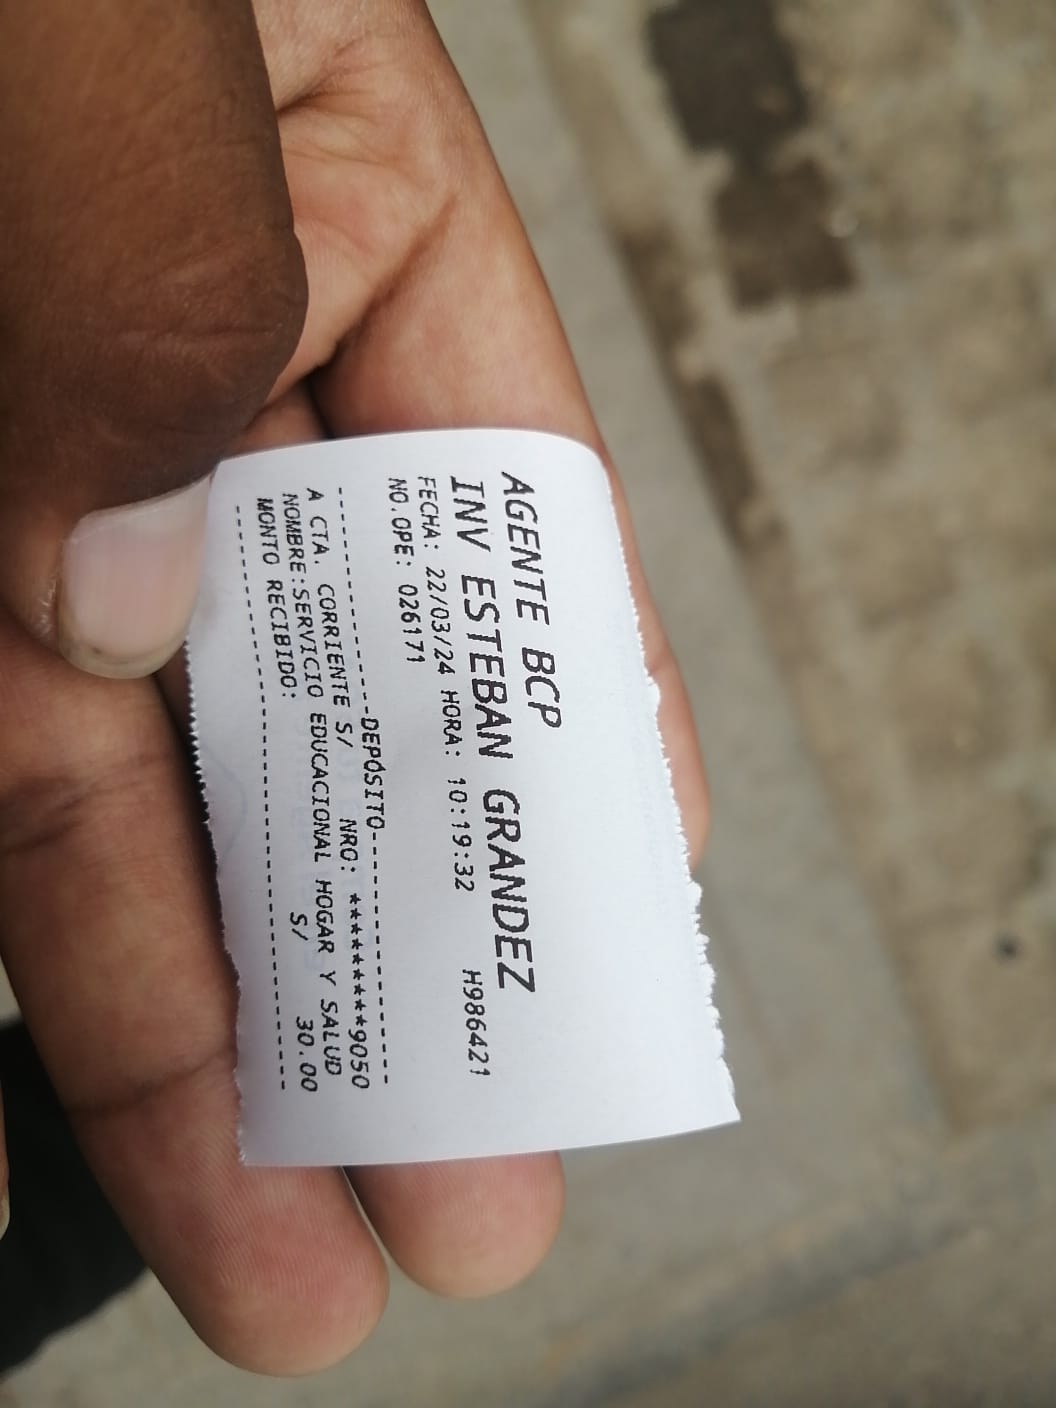 AGENTE BCP
INV ESTEBAN GRANDEZ
FECHA: 22/03/24 HORA: 10:19:32 H986421
NO.OPE: 026171
-------------DEPÓSITO--------------------
A CTA. CORRIENTE S/ NRO: *********9050
NOMBRE:SERVICIO EDUCACIONAL HOGAR Y SALUD
MONTO RECIBIDO: S/ 30.00
-----------------------------------------